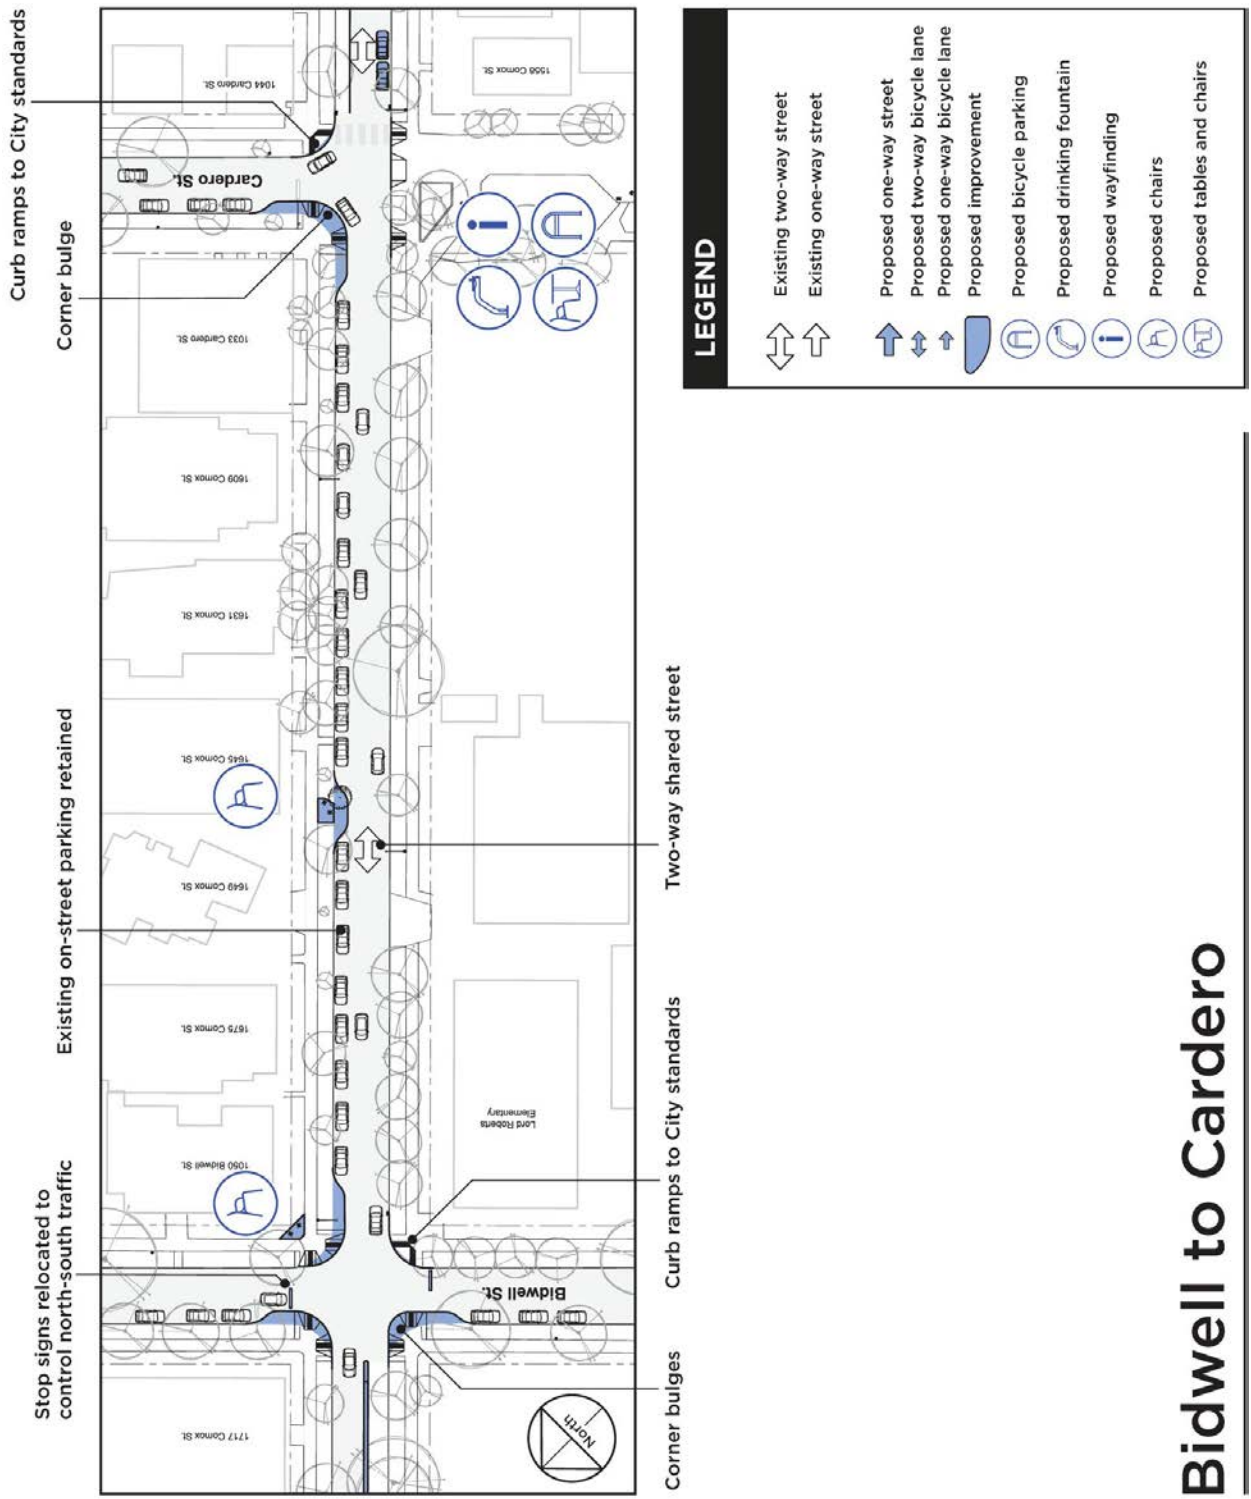 Stop signs relocated to
control north-south traffic
Existing on-street parking retained
Corner bulge
Curb ramps to City standards
1717 Comox St.
1050 Bidwell St.
1675 Comox St.
1649 Comox St.
1645 Comox St.
1631 Comox St.
1609 Comox St.
1033 Cardero St.
Cardero St.
1044 Cardero St.
Bidwell St.
Lord Roberts
Elementary
1558 Comox St.
North
Corner bulges
Curb ramps to City standards
Two-way shared street
LEGEND
Existing two-way street
Existing one-way street
Proposed one-way street
Proposed two-way bicycle lane
Proposed one-way bicycle lane
Proposed improvement
Proposed bicycle parking
Proposed drinking fountain
Proposed wayfinding
Proposed chairs
Proposed tables and chairs
Bidwell to Cardero